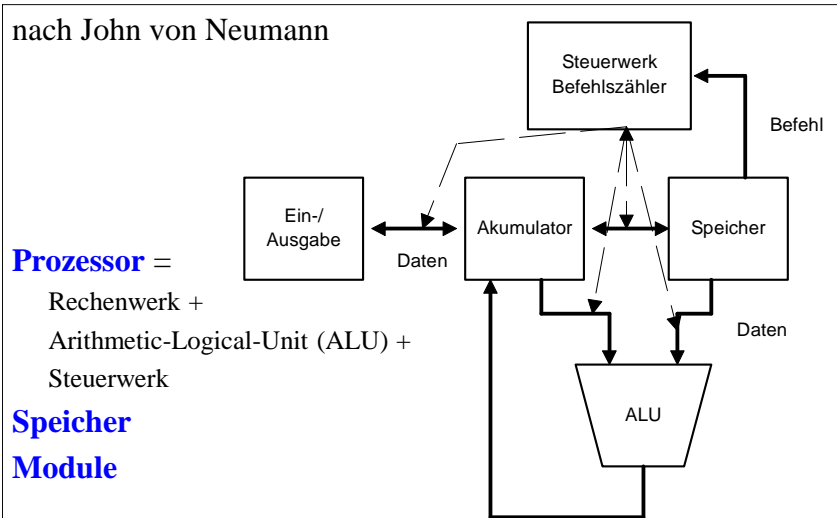 nach John von Neumann
Steuerwerk
Befehlszähler
Befehl
Ein-/
Ausgabe
Akumulator
Speicher
Daten
Prozessor =
Rechenwerk +
Arithmetic-Logical-Unit (ALU) +
Steuerwerk
Daten
ALU
Speicher
Module